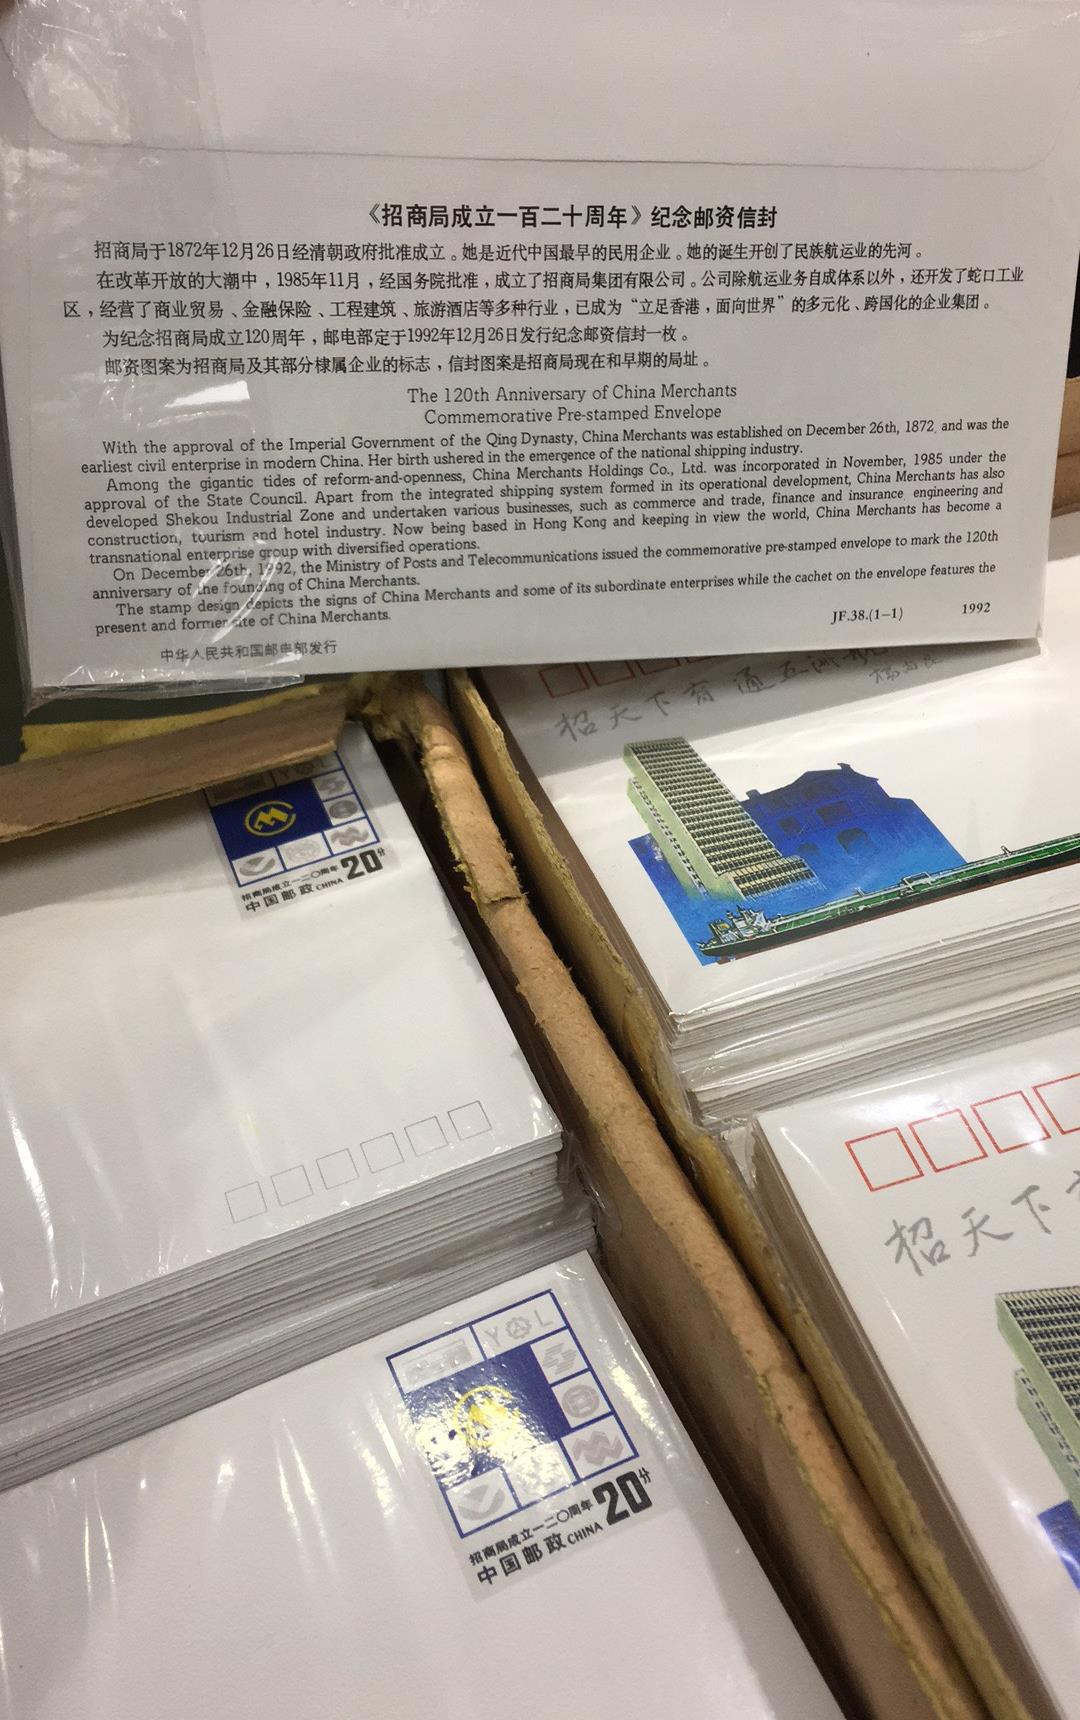 《招商局成立一百二十周年》纪念邮资信封
招商局于1872年12月26日经清朝政府批准成立。她是近代中国最早的民用企业。她的诞生开创了民族航运业的先河。
在改革开放的大潮中，1985年11月，经国务院批准，成立了招商局集团有限公司。公司除航运业务自成体系以外，还开发了蛇口工业
区，经营了商业贸易、金融保险、工程建筑、旅游酒店等多种行业，已成为“立足香港，面向世界”的多元化、跨国化的企业集团。
为纪念招商局成立120周年，邮电部定于1992年12月26日发行纪念邮资信封一枚。
邮资图案为招商局及其部分隶属企业的标志，信封图案是招商局现在和早期的局址。
The 120th Anniversary of China Merchants
Commemorative Pre-stamped Envelope
With the approval of the Imperial Government of the Qing Dynasty, China Merchants was established on December 26th, 1872, and was the
earliest civil enterprise in modern China. Her birth ushered in the emergence of the national shipping industry.
Among the gigantic tides of reform-and-openness, China Merchants Holdings Co., Ltd. was incorporated in November, 1985 under the
approval of the State Council. Apart from the integrated shipping system formed in its operational development, China Merchants has also
developed Shekou Industrial Zone and undertaken various businesses, such as commerce and trade, finance and insurance, engineering and
construction, tourism and hotel industry. Now being based in Hong Kong and keeping in view the world, China Merchants has become a
transnational enterprise group with diversified operations.
On December 26th, 1992, the Ministry of Posts and Telecommunications issued the commemorative pre-stamped envelope to mark the 120th
anniversary of the founding of China Merchants.
The stamp design depicts the signs of China Merchants and some of its subordinate enterprises while the cachet on the envelope features the
present and former site of China Merchants.
JF.38.(1-1) 1992
中华人民共和国邮电部发行
招天下商 通五洲
招商局成立一二〇周年 20分
中国邮政 CHINA
招天下
Y L
招商局成立一二〇周年 20分
中国邮政 CHINA